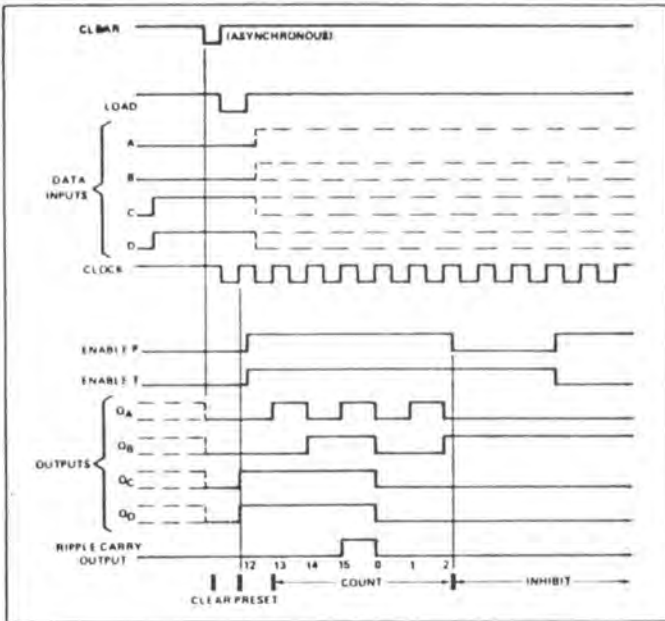 CLEAR
(ASYNCHRONOUS)
LOAD
A
B
DATA
INPUTS
C
D
CLOCK
ENABLE P
ENABLE T
QA
QB
OUTPUTS
QC
QD
RIPPLE CARRY
OUTPUT
12 13 14 15 0 1 2
COUNT INHIBIT
CLEAR PRESET